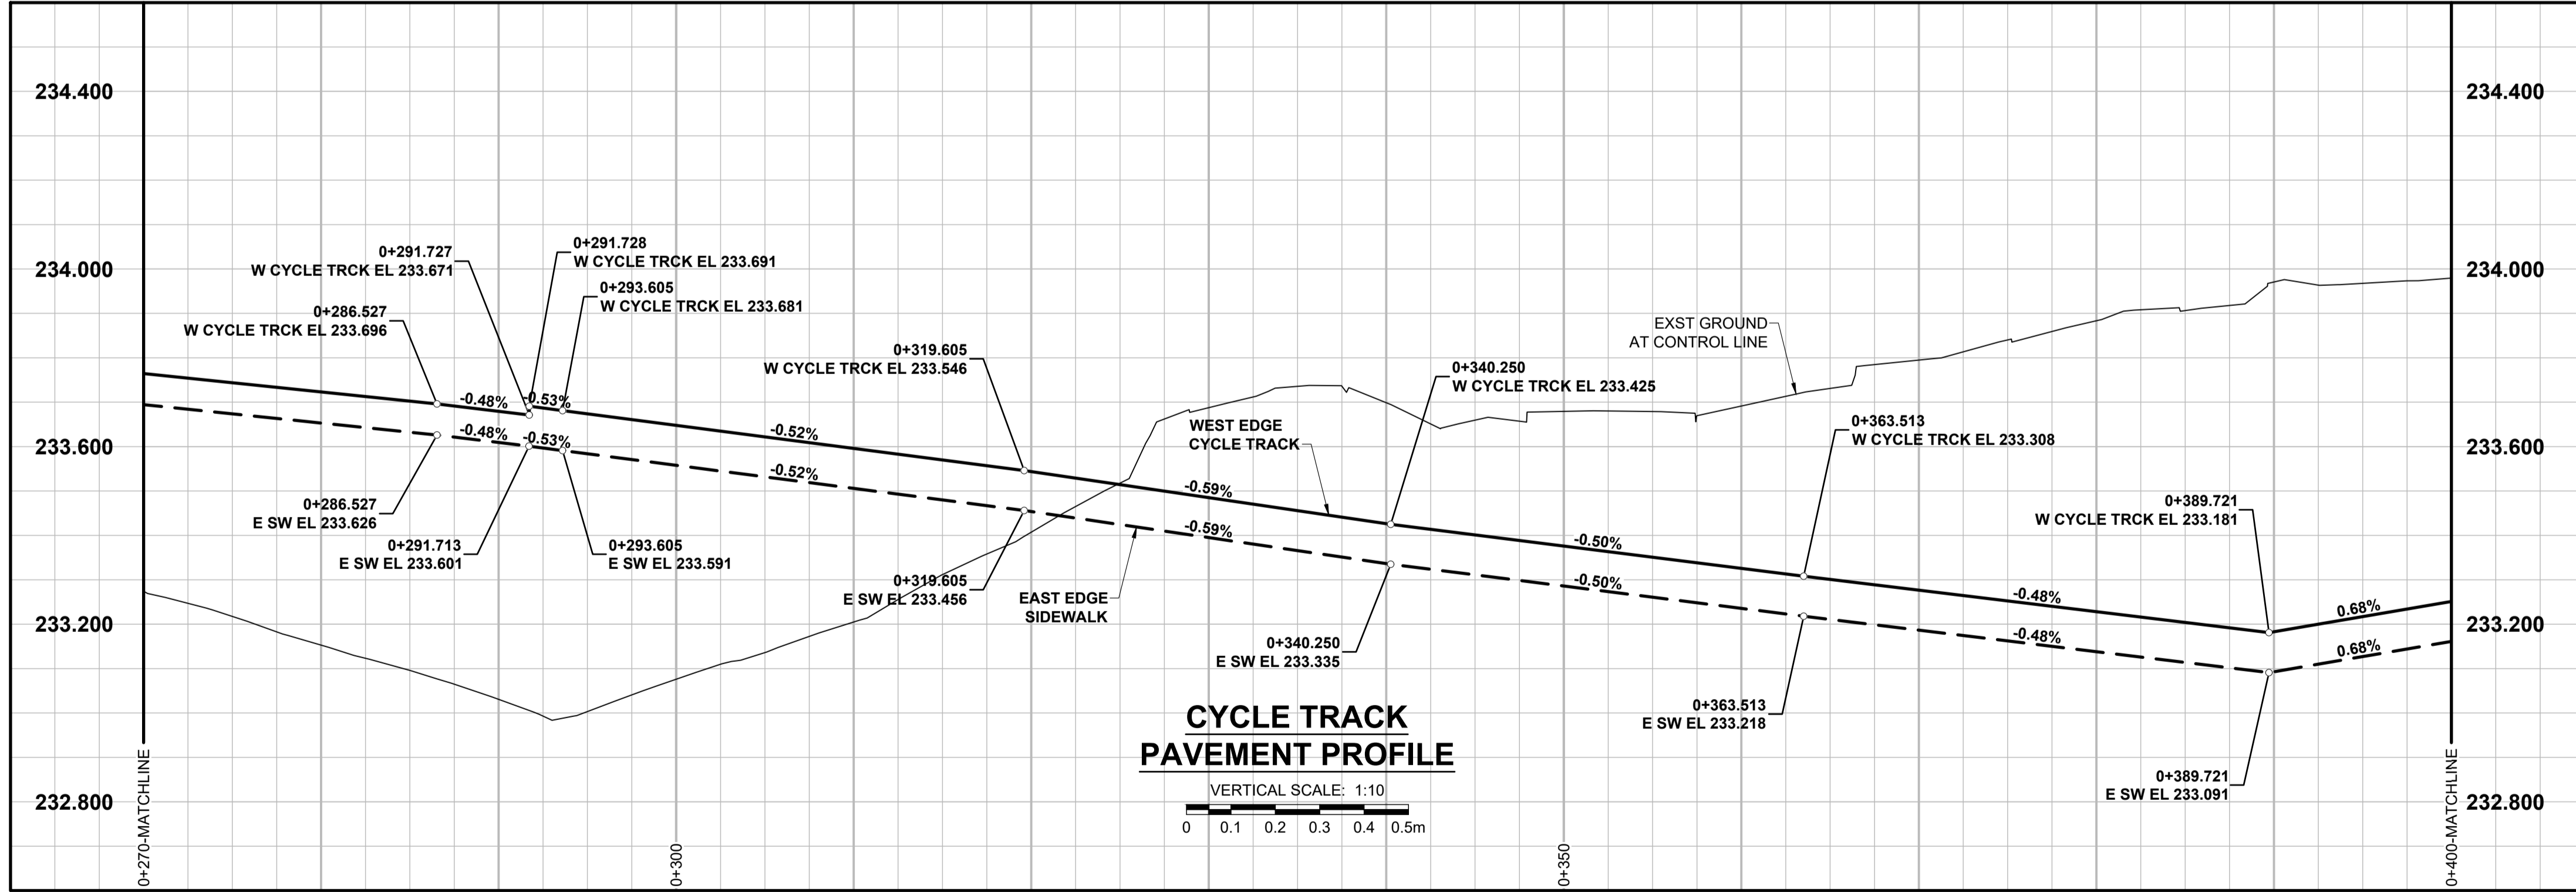 234.400
234.400
234.000
234.000
233.600
233.600
233.200
233.200
232.800
232.800
0+291.727
W CYCLE TRCK EL 233.671
0+291.728
W CYCLE TRCK EL 233.691
0+286.527
W CYCLE TRCK EL 233.696
0+293.605
W CYCLE TRCK EL 233.681
0+319.605
W CYCLE TRCK EL 233.546
0+340.250
W CYCLE TRCK EL 233.425
EXST GROUND
AT CONTROL LINE
0+363.513
W CYCLE TRCK EL 233.308
0+389.721
W CYCLE TRCK EL 233.181
WEST EDGE
CYCLE TRACK
-0.48%
-0.53%
-0.52%
-0.59%
-0.50%
-0.48%
0.68%
-0.48%
-0.53%
-0.52%
-0.59%
-0.50%
-0.48%
0.68%
0+286.527
E SW EL 233.626
0+291.713
E SW EL 233.601
0+293.605
E SW EL 233.591
0+319.605
E SW EL 233.456
EAST EDGE
SIDEWALK
0+340.250
E SW EL 233.335
0+363.513
E SW EL 233.218
0+389.721
E SW EL 233.091
CYCLE TRACK
PAVEMENT PROFILE
VERTICAL SCALE: 1:10
0 0.1 0.2 0.3 0.4 0.5m
0+270-MATCHLINE
0+300
0+350
0+400-MATCHLINE